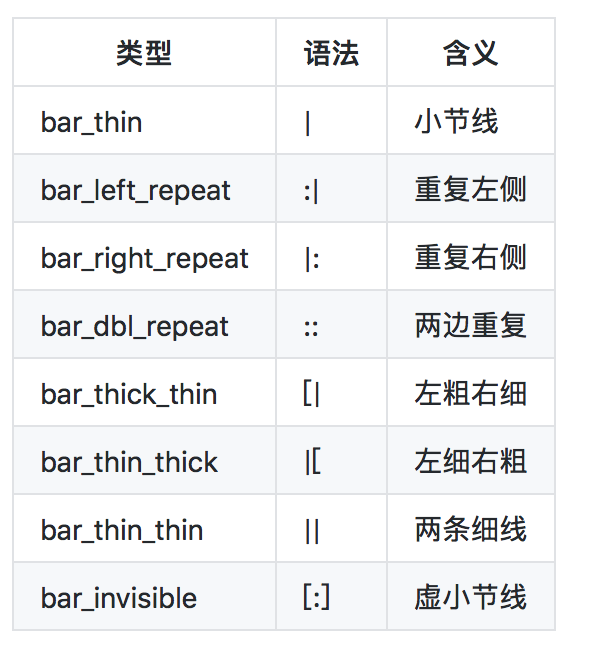 类型 语法 含义
bar_thin | 小节线
bar_left_repeat :| 重复左侧
bar_right_repeat |: 重复右侧
bar_dbl_repeat :: 两边重复
bar_thick_thin [| 左粗右细
bar_thin_thick |[ 左细右粗
bar_thin_thin || 两条细线
bar_invisible [:] 虚小节线